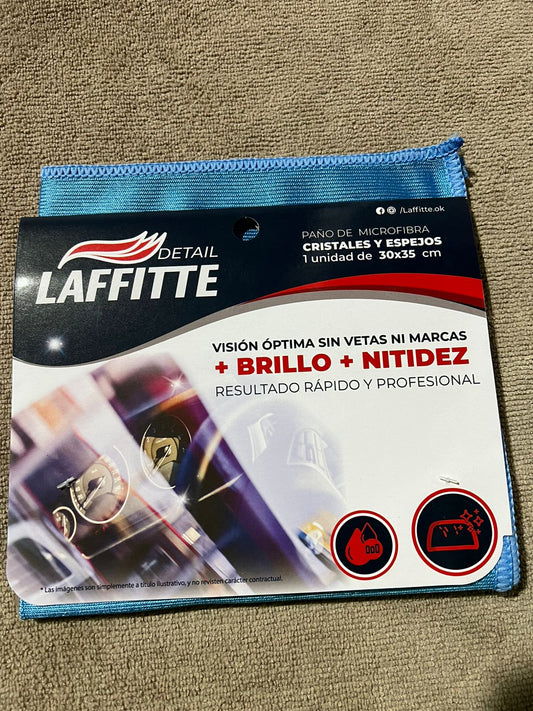 /Laffitte.ok
DETAIL
LAFFITTE
PAÑO DE MICROFIBRA
CRISTALES Y ESPEJOS
1 unidad de 30x35 cm
VISIÓN ÓPTIMA SIN VETAS NI MARCAS
+ BRILLO + NITIDEZ
RESULTADO RÁPIDO Y PROFESIONAL
* Las imágenes son simplemente a titulo ilustrativo, y no revisten carácter contractual.